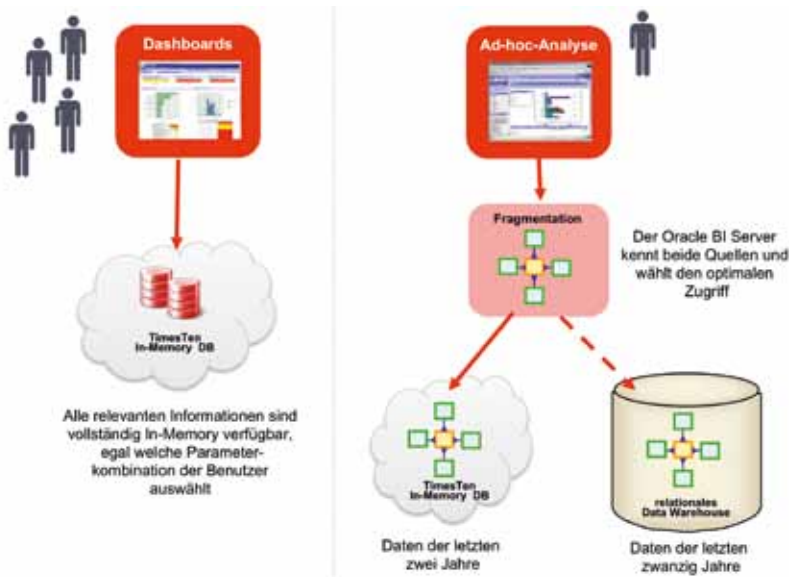 Dashboards
TimesTen
In-Memory DB
Alle relevanten Informationen sind
vollständig In-Memory verfügbar,
egal welche Parameter-
kombination der Benutzer
auswählt
Ad-hoc-Analyse
Fragmentation
Der Oracle BI Server
kennt beide Quellen und
wählt den optimalen
Zugriff
TimesTen
In-Memory DB
Daten der letzten
zwei Jahre
relationales
Data Warehouse
Daten der letzten
zwanzig Jahre